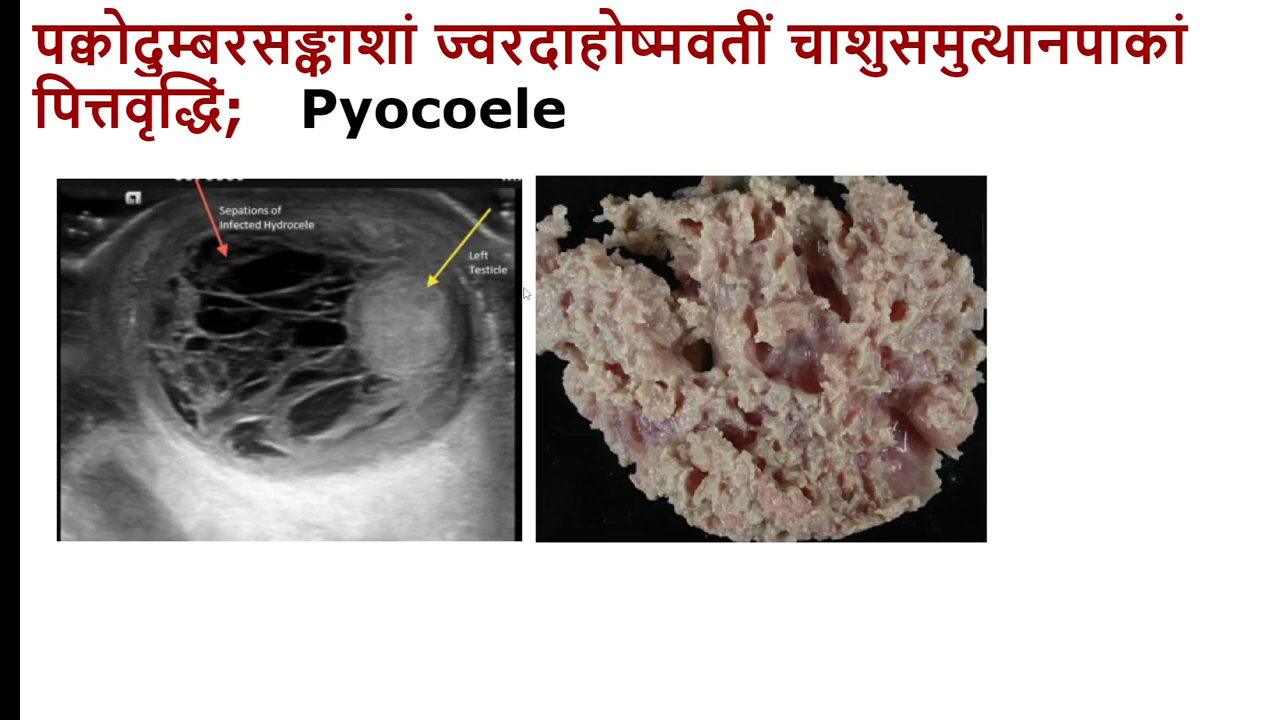 पक्वोदुम्बरसङ्काशां ज्वरदाहोष्मवतीं चाशुसमुत्थानपाकां
पित्तवृद्धिं; Pyocoele
Sepations of
Infected Hydrocele
Left
Testicle